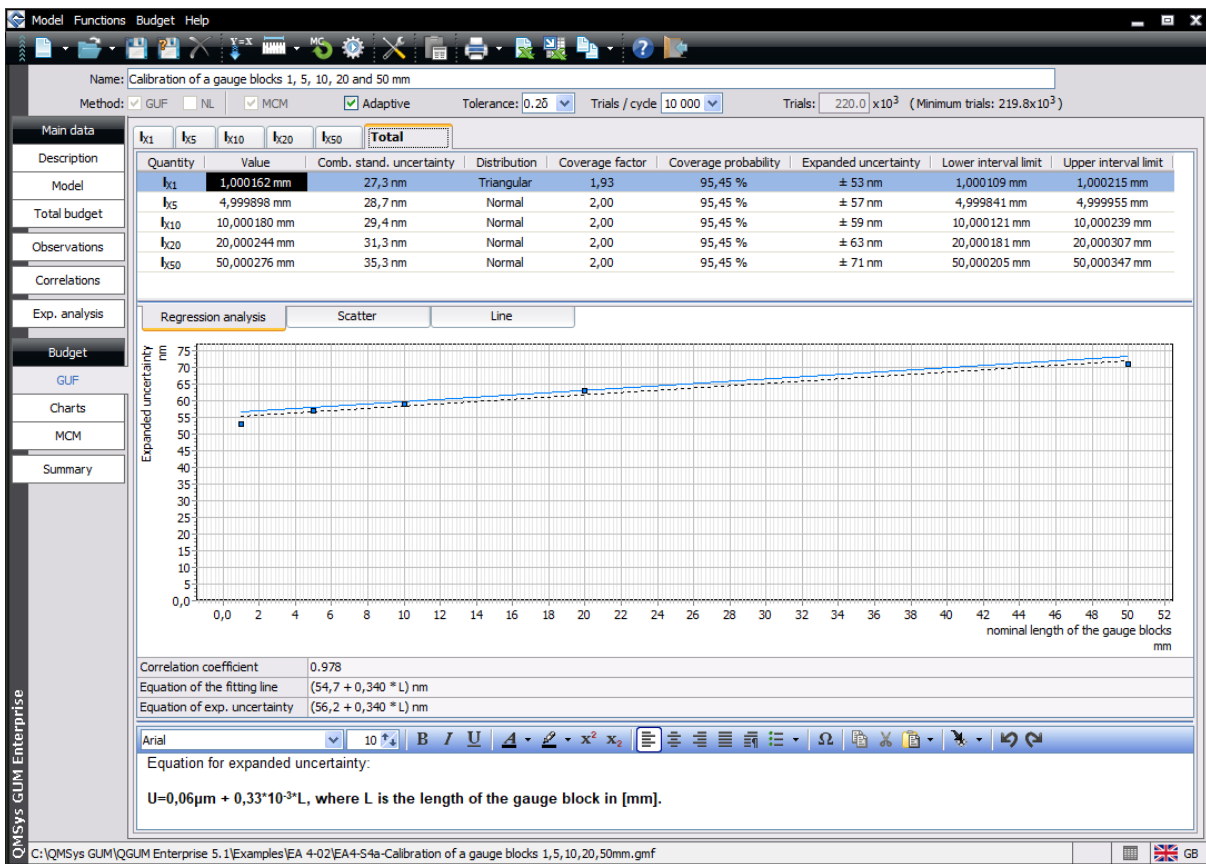 Model Functions Budget Help
Name: Calibration of a gauge blocks 1, 5, 10, 20 and 50 mm
Method: GUF NL MCM Adaptive Tolerance: 0.2δ Trials / cycle 10 000 Trials: 220.0 x10³ (Minimum trials: 219.8x10³)
Main data
Description
Model
Total budget
Observations
Correlations
Exp. analysis
Budget
GUF
Charts
MCM
Summary
lX1 lX5 lX10 lX20 lX50 Total
Quantity Value Comb. stand. uncertainty Distribution Coverage factor Coverage probability Expanded uncertainty Lower interval limit Upper interval limit
lX1 1,000162 mm 27,3 nm Triangular 1,93 95,45 % ± 53 nm 1,000109 mm 1,000215 mm
lX5 4,999898 mm 28,7 nm Normal 2,00 95,45 % ± 57 nm 4,999841 mm 4,999955 mm
lX10 10,000180 mm 29,4 nm Normal 2,00 95,45 % ± 59 nm 10,000121 mm 10,000239 mm
lX20 20,000244 mm 31,3 nm Normal 2,00 95,45 % ± 63 nm 20,000181 mm 20,000307 mm
lX50 50,000276 mm 35,3 nm Normal 2,00 95,45 % ± 71 nm 50,000205 mm 50,000347 mm
Regression analysis Scatter Line
Expanded uncertainty
nm
75
70
65
60
55
50
45
40
35
30
25
20
15
10
5
0,0
0,0 2 4 6 8 10 12 14 16 18 20 22 24 26 28 30 32 34 36 38 40 42 44 46 48 50 52
nominal length of the gauge blocks
mm
Correlation coefficient 0.978
Equation of the fitting line (54,7 + 0,340 * L) nm
Equation of exp. uncertainty (56,2 + 0,340 * L) nm
Arial 10 B I U A x² x₂ Ω
Equation for expanded uncertainty:
U=0,06µm + 0,33*10⁻³*L, where L is the length of the gauge block in [mm].
QMSys GUM Enterprise
C:\QMSys GUM\QGUM Enterprise 5.1\Examples\EA 4-02\EA4-S4a-Calibration of a gauge blocks 1,5,10,20,50mm.gmf GB